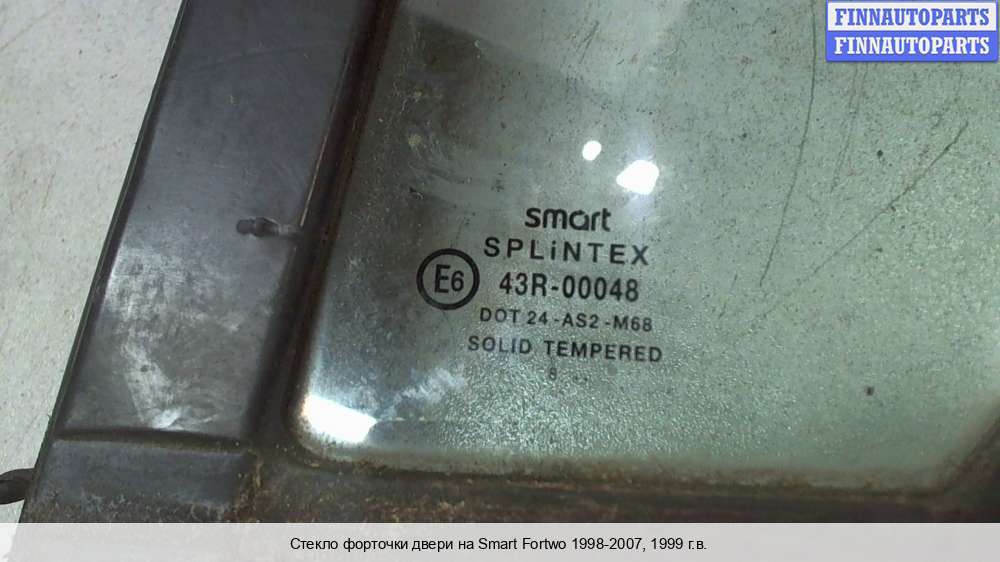 FINNAUTOPARTS
FINNAUTOPARTS
smart
SPLiNTEX
E6 43R-00048
DOT 24-AS2-M68
SOLID TEMPERED
8
Стекло форточки двери на Smart Fortwo 1998-2007, 1999 г.в.